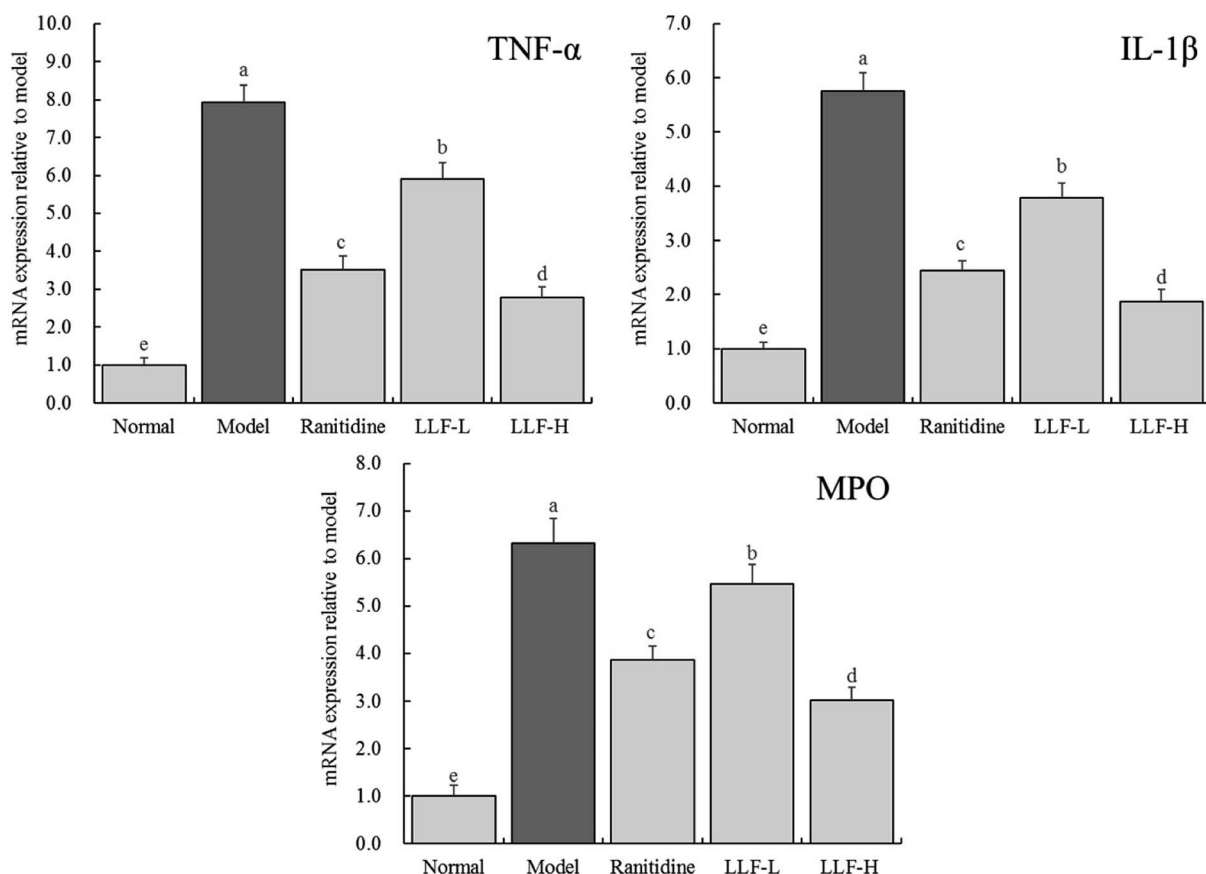 TNF-α
mRNA expression relative to model
10.0
9.0
8.0
7.0
6.0
5.0
4.0
3.0
2.0
1.0
0.0
e
a
c
b
d
Normal Model Ranitidine LLF-L LLF-H
IL-1β
mRNA expression relative to model
7.0
6.0
5.0
4.0
3.0
2.0
1.0
0.0
e
a
c
b
d
Normal Model Ranitidine LLF-L LLF-H
MPO
mRNA expression relative to model
8.0
7.0
6.0
5.0
4.0
3.0
2.0
1.0
0.0
e
a
c
b
d
Normal Model Ranitidine LLF-L LLF-H